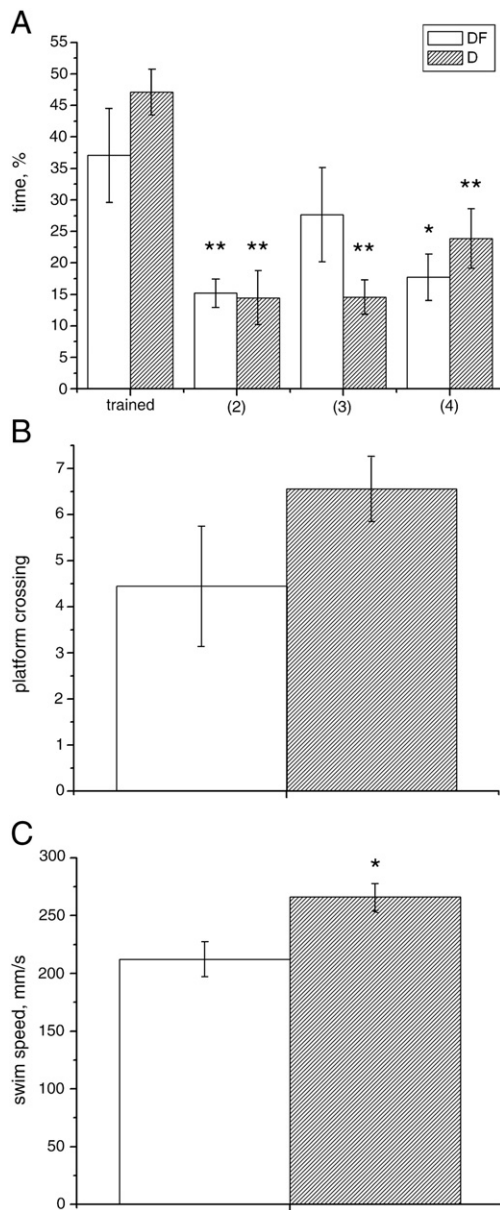 A
DF
D
time, %
55
50
45
40
35
30
25
20
15
10
5
0
** ** ** * **
trained (2) (3) (4)
B
platform crossing
7
6
5
4
3
2
1
0
C
swim speed, mm/s
300
250
200
150
100
50
0
*